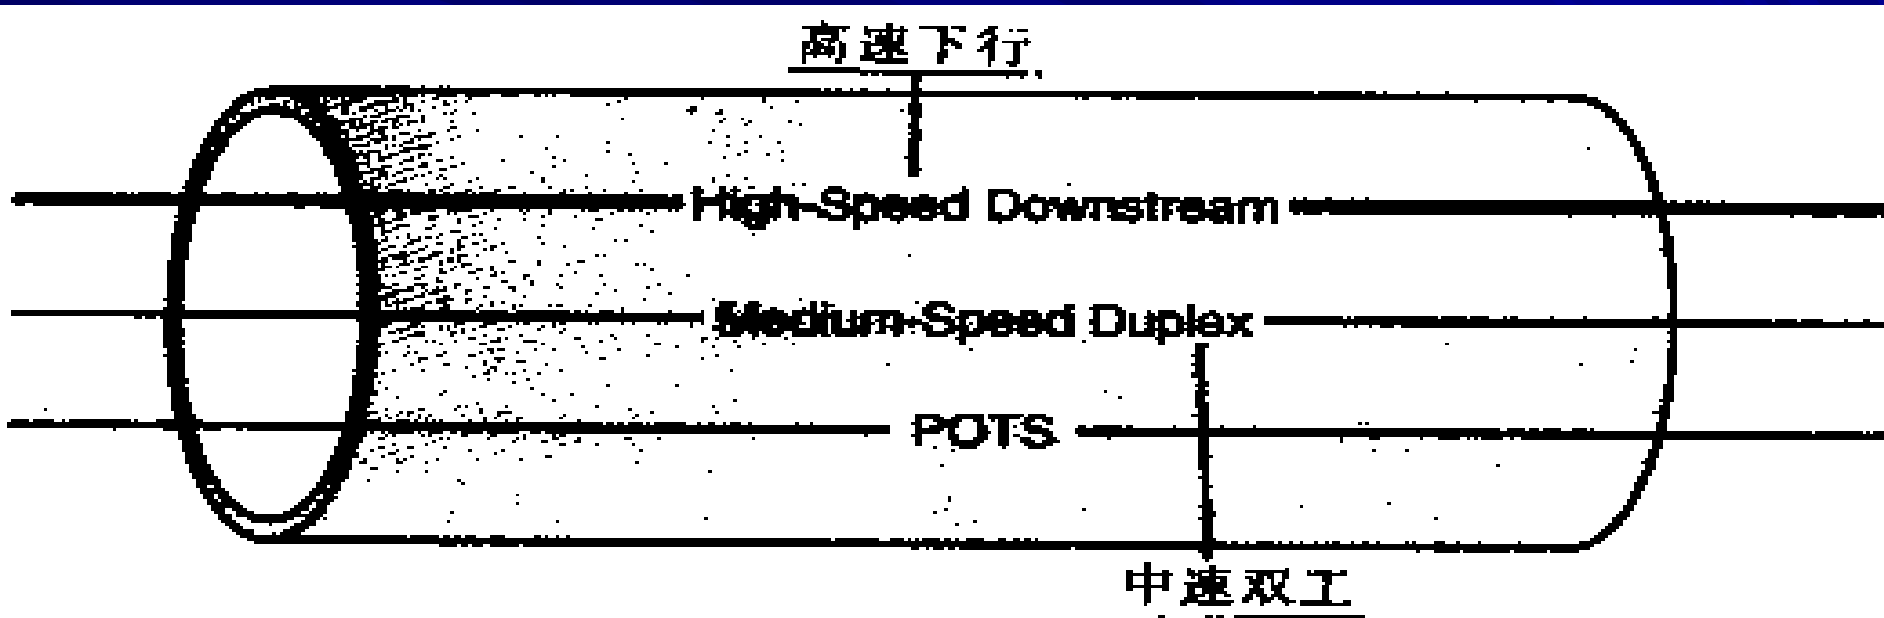 高速下行
High-Speed Downstream
Medium-Speed Duplex
POTS
中速双工